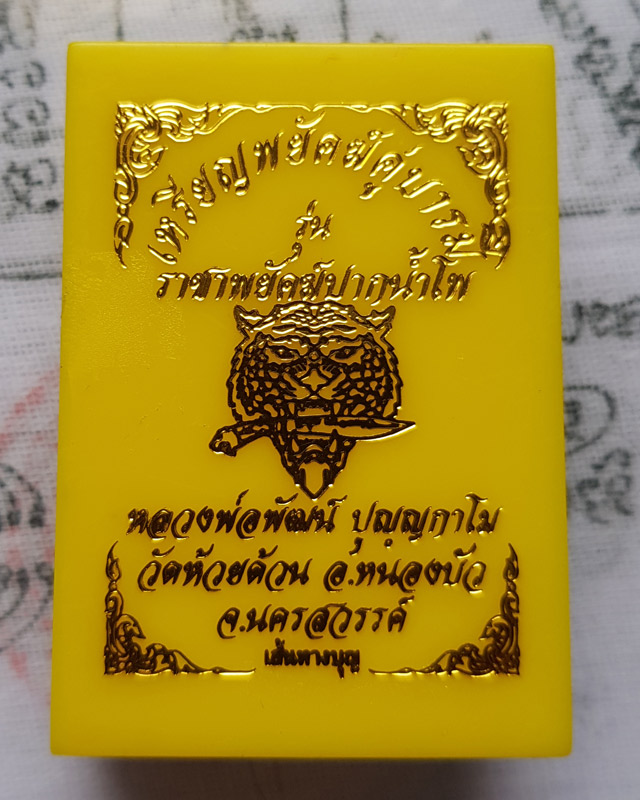 เหรียญพยัคฆ์คู่บารมี
รุ่น
ราชาพยัคฆ์ปากน้ำโพ
หลวงพ่อพัฒน์ ปุญฺญกาโม
วัดห้วยด้วน อ.หนองบัว
จ.นครสวรรค์
เส้นทางบุญ